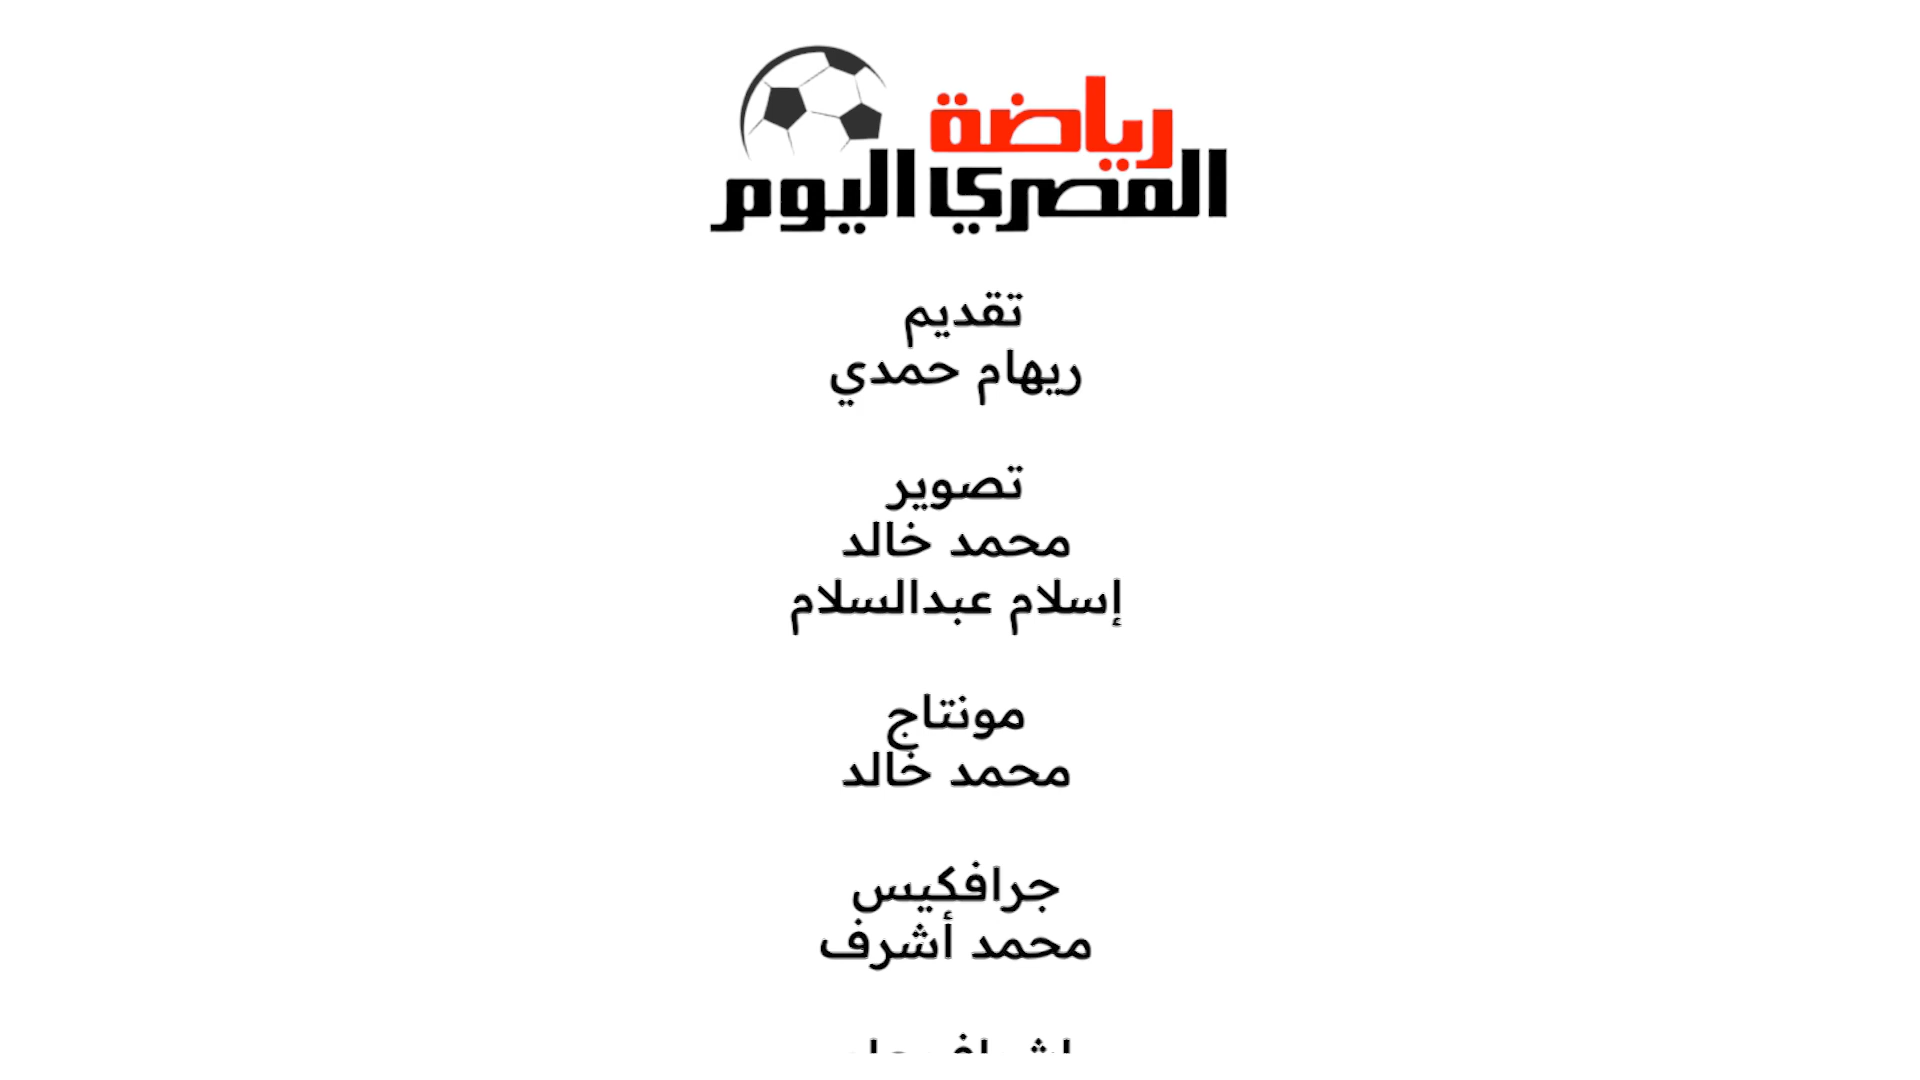 رياضة
المصري اليوم
تقديم
ريهام حمدي
تصوير
محمد خالد
إسلام عبدالسلام
مونتاج
محمد خالد
جرافكيس
محمد أشرف